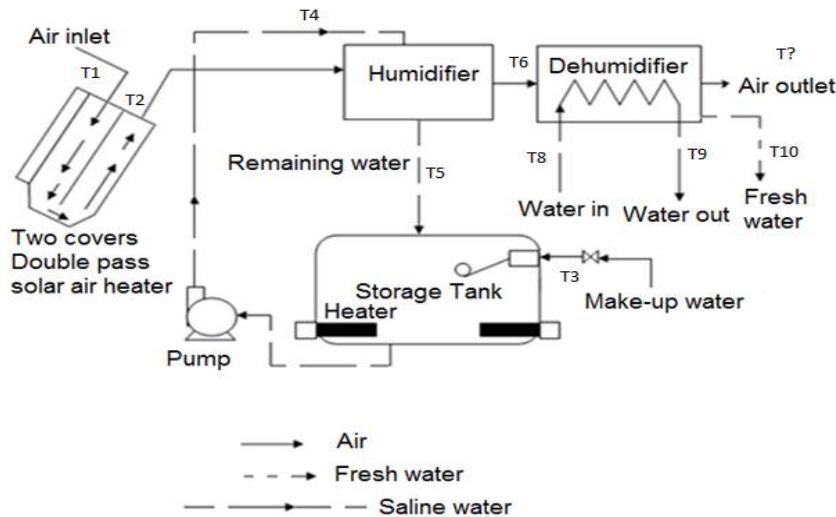 T4
Air inlet
T1
T2
Humidifier
T6
Dehumidifier
T?
Air outlet
Remaining water
T5
T8
T9
T10
Water in
Water out
Fresh
water
Two covers
Double pass
solar air heater
Storage Tank
T3
Make-up water
Heater
Pump
Air
Fresh water
Saline water